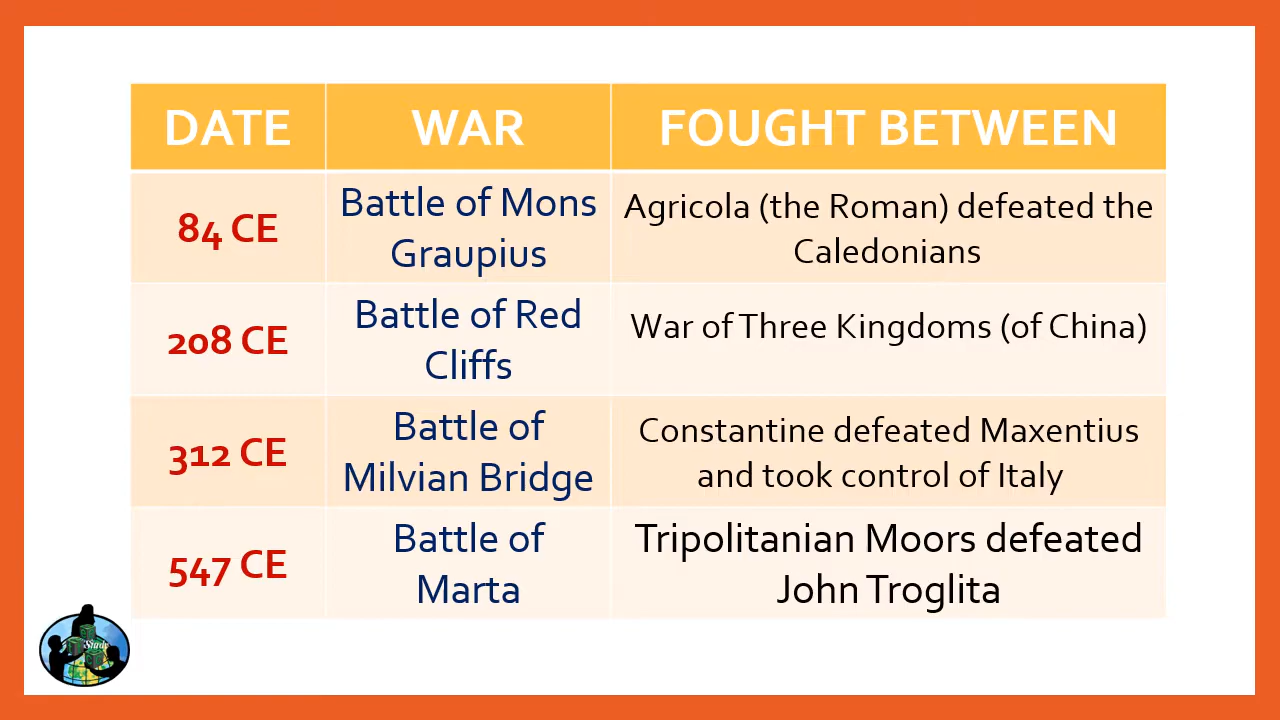 DATE WAR FOUGHT BETWEEN
84 CE
Battle of Mons
Graupius
Agricola (the Roman) defeated the
Caledonians
208 CE
Battle of Red
Cliffs
War of Three Kingdoms (of China)
312 CE
Battle of
Milvian Bridge
Constantine defeated Maxentius
and took control of Italy
547 CE
Battle of
Marta
Tripolitanian Moors defeated
John Troglita
Study